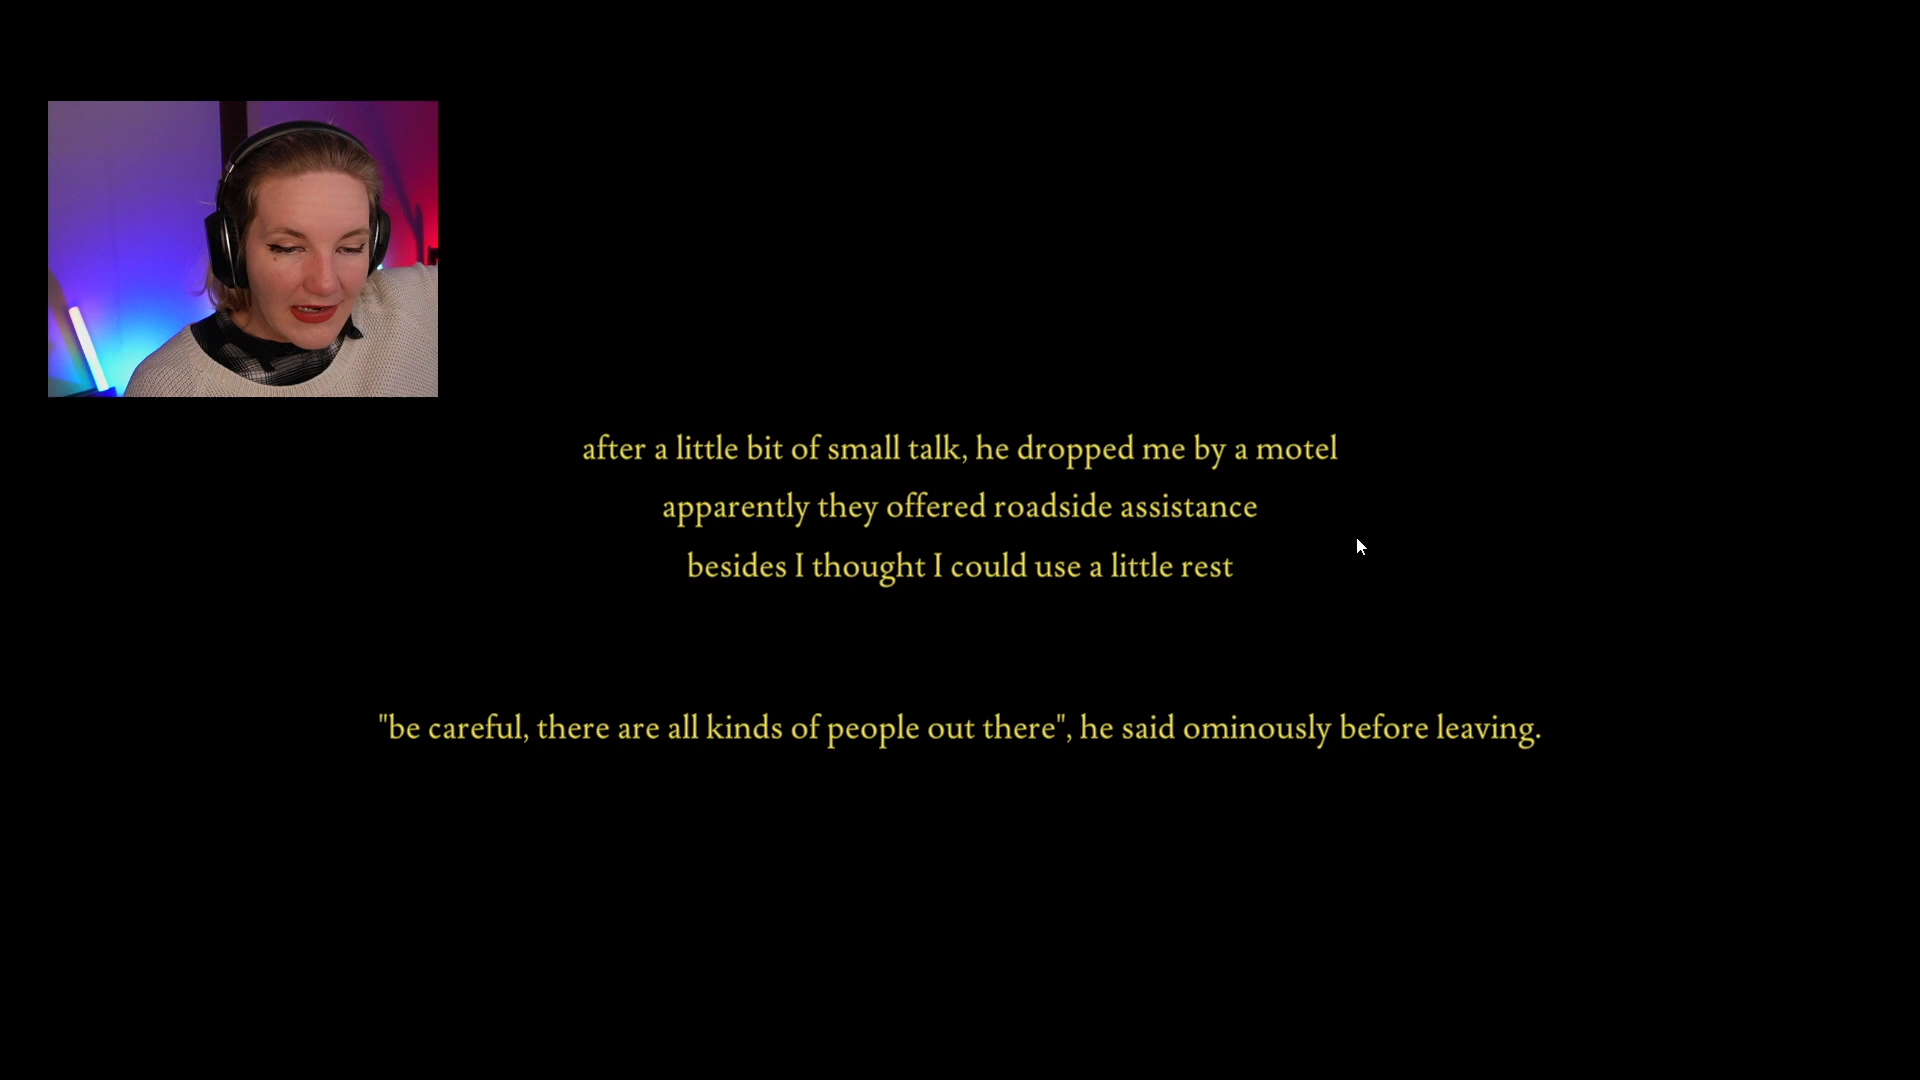 after a little bit of small talk, he dropped me by a motel
apparently they offered roadside assistance
besides I thought I could use a little rest
"be careful, there are all kinds of people out there", he said ominously before leaving.